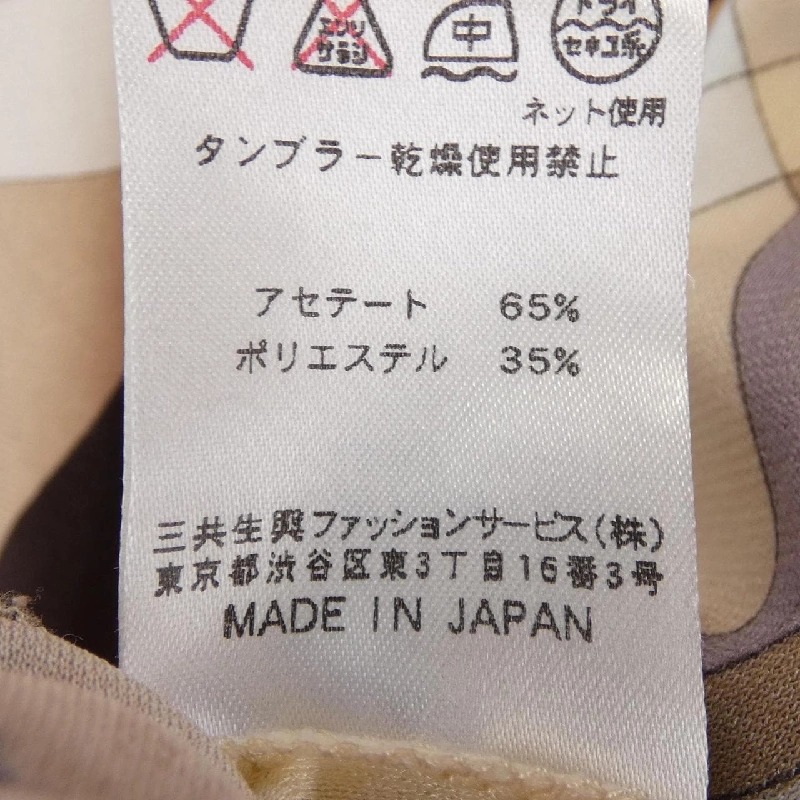 エンソ
サラシ
中
ドライ
セキユ系
ネット使用
タンブラー乾燥使用禁止
アセテート 65%
ポリエステル 35%
三共生興ファッションサービス(株)
東京都渋谷区東3丁目16番3号
MADE IN JAPAN